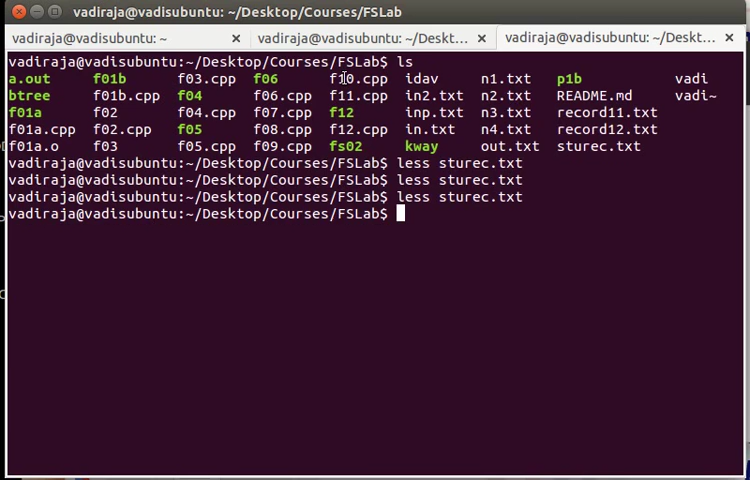 vadiraja@vadisubuntu: ~/Desktop/Courses/FSLab
vadiraja@vadisubuntu: ~
vadiraja@vadisubuntu: ~/Deskt...
vadiraja@vadisubuntu: ~/Deskt...
vadiraja@vadisubuntu:~/Desktop/Courses/FSLab$ ls
a.out f01b f03.cpp f06 f10.cpp idav n1.txt p1b vadi
btree f01b.cpp f04 f06.cpp f11.cpp in2.txt n2.txt README.md vadi~
f01a f02 f04.cpp f07.cpp f12 inp.txt n3.txt record11.txt
f01a.cpp f02.cpp f05 f08.cpp f12.cpp in.txt n4.txt record12.txt
f01a.o f03 f05.cpp f09.cpp fs02 kway out.txt sturec.txt
vadiraja@vadisubuntu:~/Desktop/Courses/FSLab$ less sturec.txt
vadiraja@vadisubuntu:~/Desktop/Courses/FSLab$ less sturec.txt
vadiraja@vadisubuntu:~/Desktop/Courses/FSLab$ less sturec.txt
vadiraja@vadisubuntu:~/Desktop/Courses/FSLab$